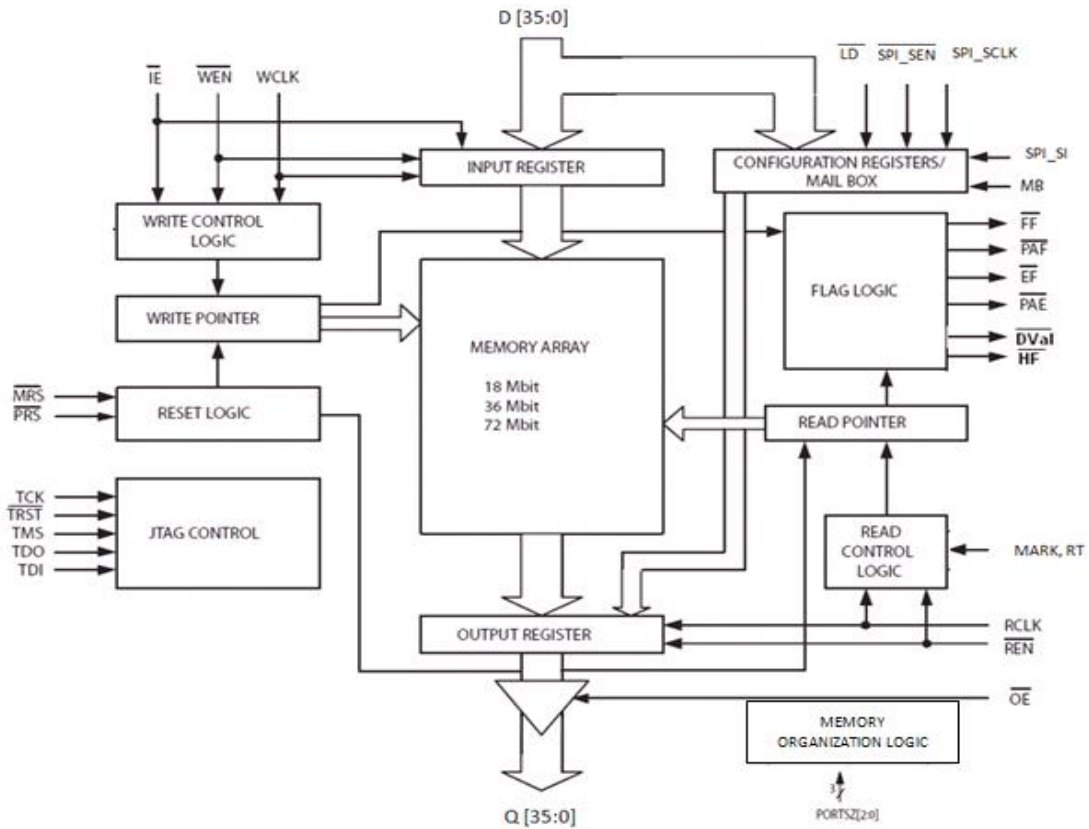 D [35:0]
LD SPI_SEN SPI_SCLK
IE WEN WCLK
INPUT REGISTER
CONFIGURATION REGISTERS/
MAIL BOX
SPI_SI
MB
WRITE CONTROL
LOGIC
FF
PAF
EF
PAE
DVal
HF
FLAG LOGIC
WRITE POINTER
MEMORY ARRAY
18 Mbit
36 Mbit
72 Mbit
MRS
PRS
RESET LOGIC
READ POINTER
TCK
TRST
TMS
TDO
TDI
JTAG CONTROL
READ
CONTROL
LOGIC
MARK, RT
OUTPUT REGISTER
RCLK
REN
OE
MEMORY
ORGANIZATION LOGIC
3
PORTSZ[2:0]
Q [35:0]